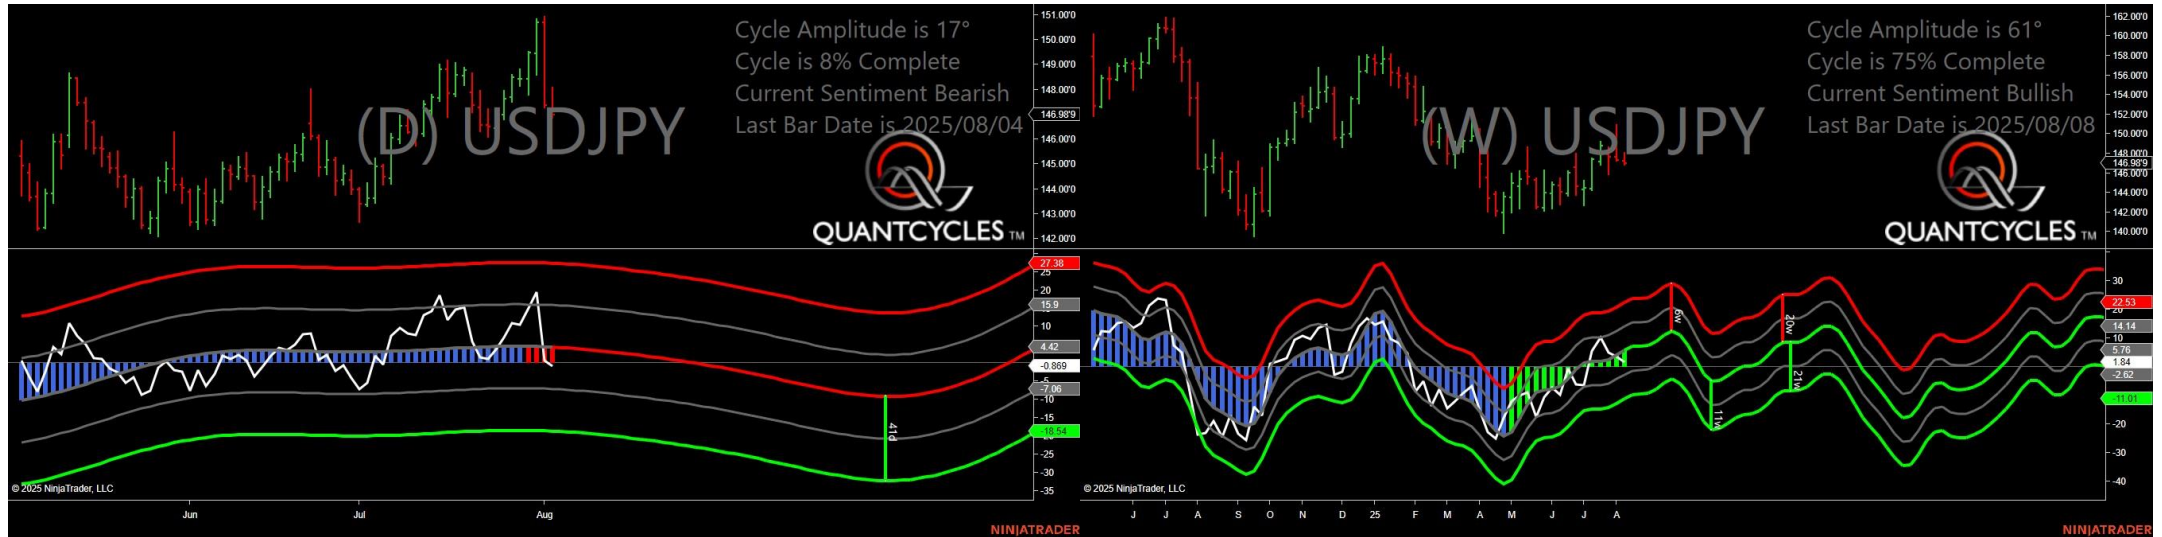 Cycle Amplitude is 17°
Cycle is 8% Complete
Current Sentiment Bearish
Last Bar Date is 2025/08/04
(D) USDJPY
QUANTCYCLES TM
151.00'0
150.00'0
149.00'0
148.00'0
146.98'9
146.00'0
145.00'0
144.00'0
143.00'0
142.00'0
27.38
25
20
15.9
10
4.42
-0.869
-7.06
-10
-15
-18.54
-25
-30
-35
41d
© 2025 NinjaTrader, LLC
Jun Jul Aug
NINJATRADER
Cycle Amplitude is 61°
Cycle is 75% Complete
Current Sentiment Bullish
Last Bar Date is 2025/08/08
(W) USDJPY
QUANTCYCLES TM
162.00'0
160.00'0
158.00'0
156.00'0
154.00'0
152.00'0
150.00'0
148.00'0
146.98'9
146.00'0
144.00'0
142.00'0
140.00'0
30
22.53
14.14
10
5.76
1.84
-2.62
-11.01
-20
-30
-40
6w
20w
11w
21w
© 2025 NinjaTrader, LLC
J J A S O N D 25 F M A M J J A
NINJATRADER